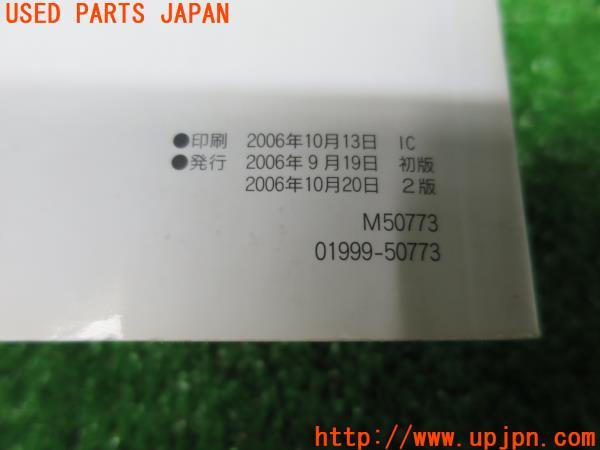 USED PARTS JAPAN
●印刷 2006年10月13日 IC
●発行 2006年9月19日 初版
2006年10月20日 2版
M50773
01999-50773
http://www.upjpn.com